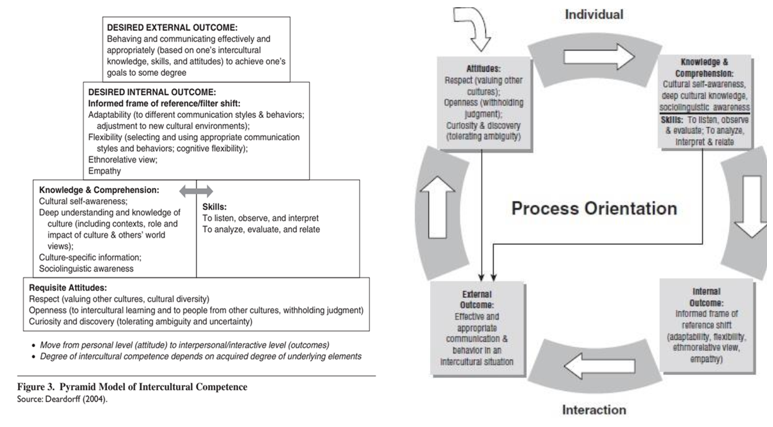 DESIRED EXTERNAL OUTCOME:
Behaving and communicating effectively and
appropriately (based on one's intercultural
knowledge, skills, and attitudes) to achieve one's
goals to some degree
DESIRED INTERNAL OUTCOME:
Informed frame of reference/filter shift:
Adaptability (to different communication styles & behaviors;
adjustment to new cultural environments);
Flexibility (selecting and using appropriate communication
styles and behaviors; cognitive flexibility);
Ethnorelative view;
Empathy
Knowledge & Comprehension:
Cultural self-awareness;
Deep understanding and knowledge of
culture (including contexts, role and
impact of culture & others' world
views);
Culture-specific information;
Sociolinguistic awareness
Skills:
To listen, observe, and interpret
To analyze, evaluate, and relate
Requisite Attitudes:
Respect (valuing other cultures, cultural diversity)
Openness (to intercultural learning and to people from other cultures, withholding judgment)
Curiosity and discovery (tolerating ambiguity and uncertainty)
• Move from personal level (attitude) to interpersonal/interactive level (outcomes)
• Degree of intercultural competence depends on acquired degree of underlying elements
Figure 3. Pyramid Model of Intercultural Competence
Source: Deardorff (2004).
Individual
Attitudes:
Respect (valuing other
cultures);
Openness (withholding
judgment);
Curiosity & discovery
(tolerating ambiguity)
Knowledge &
Comprehension:
Cultural self-awareness,
deep cultural knowledge,
sociolinguistic awareness
Skills: To listen, observe
& evaluate; To analyze,
interpret & relate
Process Orientation
External
Outcome:
Effective and
appropriate
communication &
behavior in an
intercultural situation
Internal
Outcome:
Informed frame of
reference shift
(adaptability, flexibility,
ethnorelative view,
empathy)
Interaction